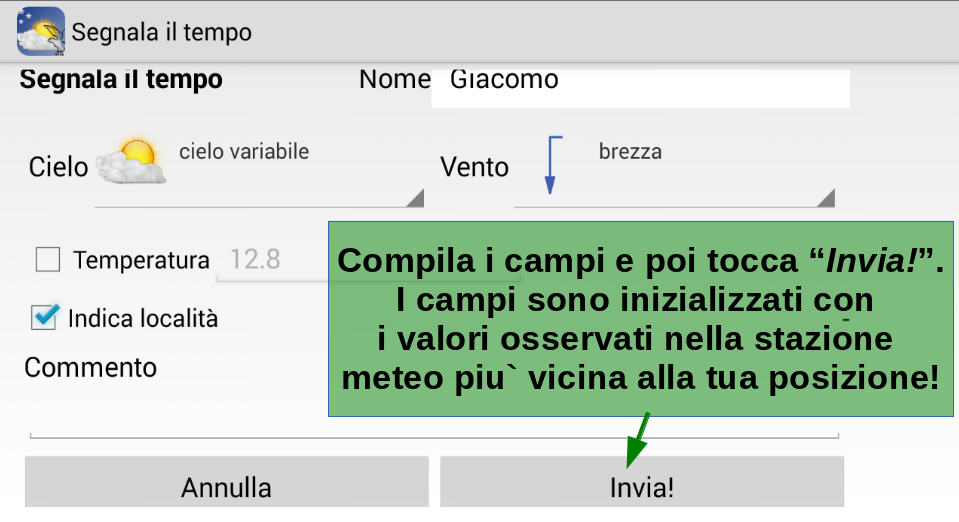 Segnala il tempo
Segnala il tempo Nome Giacomo
Cielo cielo variabile Vento brezza
Temperatura 12.8
Compila i campi e poi tocca “Invia!”.
I campi sono inizializzati con
i valori osservati nella stazione
meteo piu` vicina alla tua posizione!
Indica località
Commento
Annulla Invia!